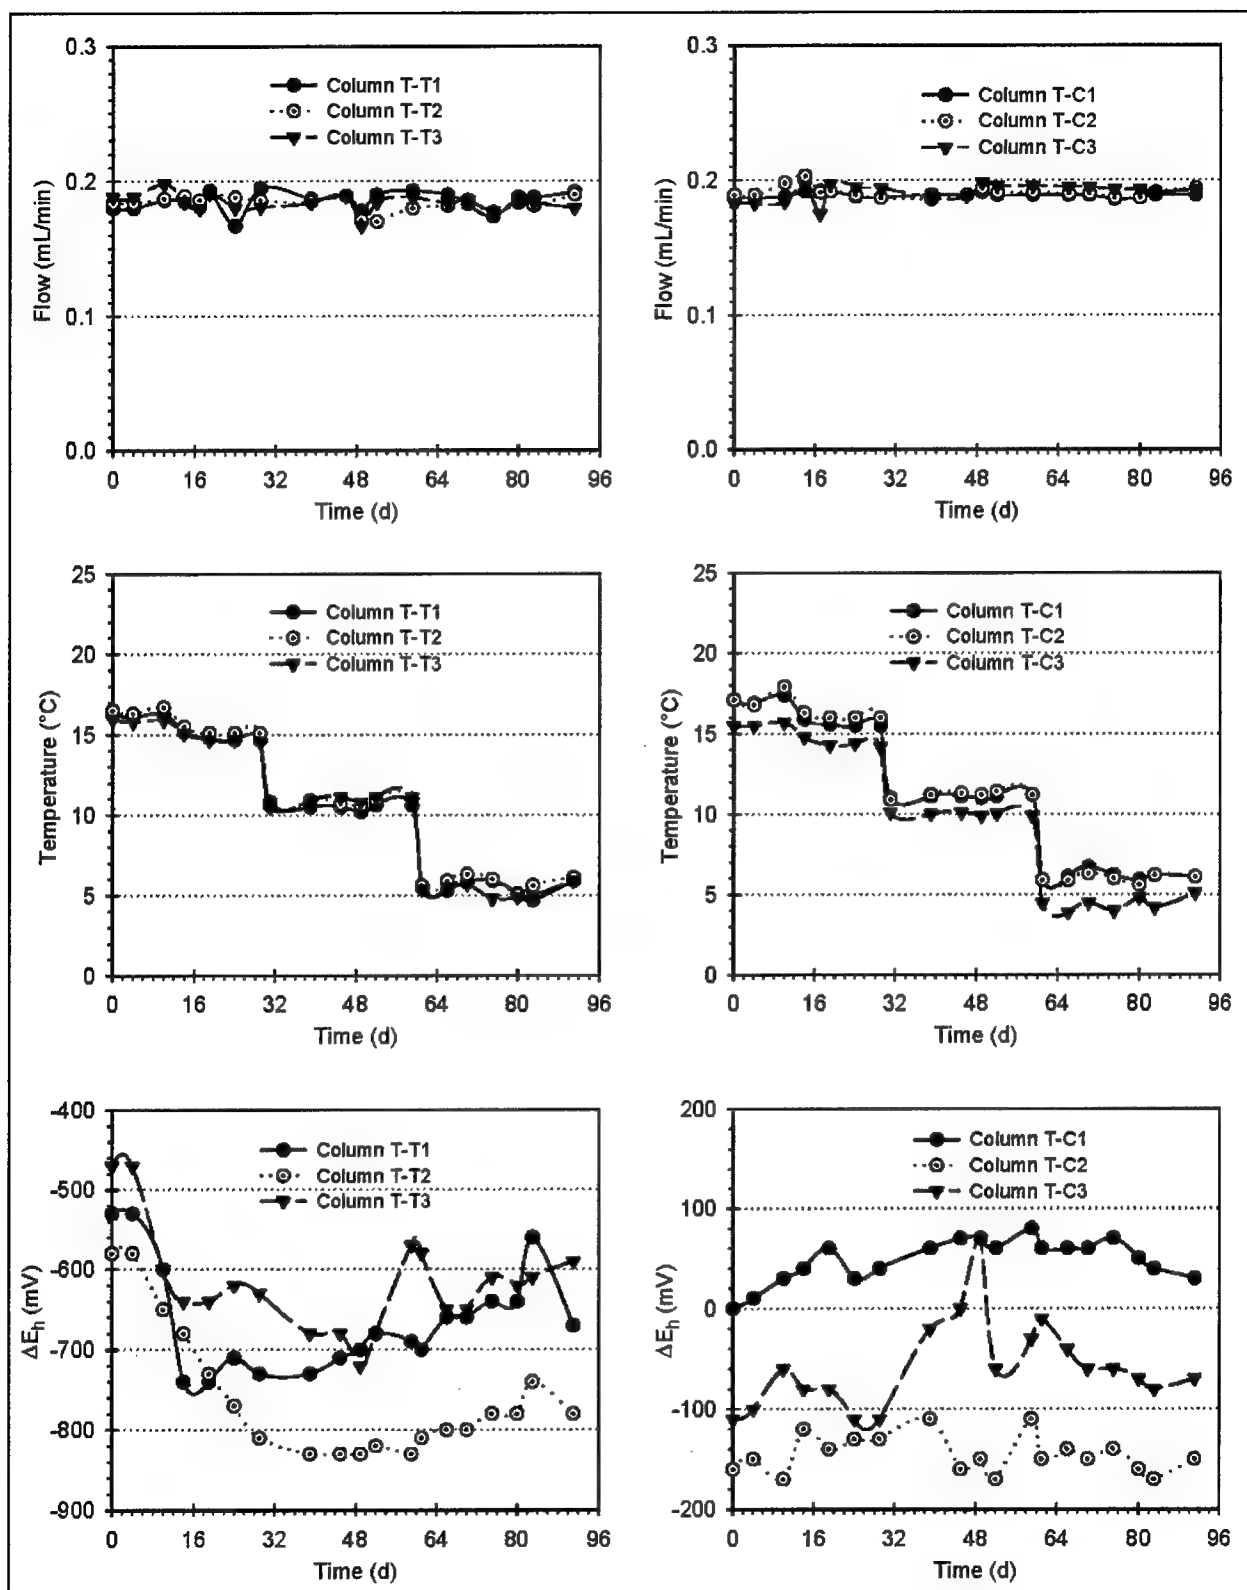 0.3
0.2
0.1
0.0
Flow (mL/min)
Column T-T1
Column T-T2
Column T-T3
0 16 32 48 64 80 96
Time (d)
0.3
0.2
0.1
0.0
Flow (mL/min)
Column T-C1
Column T-C2
Column T-C3
0 16 32 48 64 80 96
Time (d)
25
20
15
10
5
0
Temperature (°C)
Column T-T1
Column T-T2
Column T-T3
0 16 32 48 64 80 96
Time (d)
25
20
15
10
5
0
Temperature (°C)
Column T-C1
Column T-C2
Column T-C3
0 16 32 48 64 80 96
Time (d)
-400
-500
-600
-700
-800
-900
ΔEh (mV)
Column T-T1
Column T-T2
Column T-T3
0 16 32 48 64 80 96
Time (d)
200
100
0
-100
-200
ΔEh (mV)
Column T-C1
Column T-C2
Column T-C3
0 16 32 48 64 80 96
Time (d)